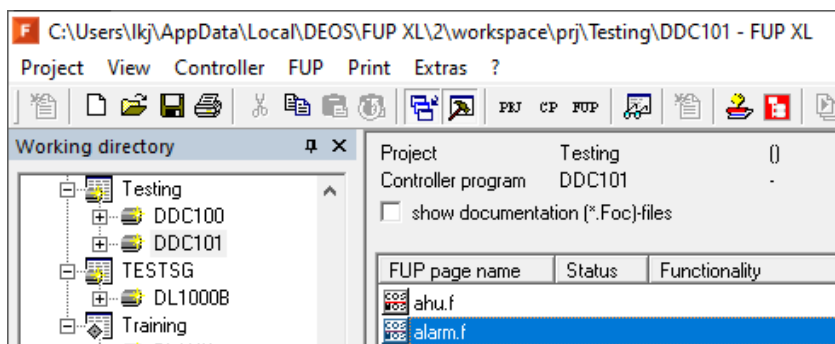 C:\Users\lkj\AppData\Local\DEOS\FUP XL\2\workspace\prj\Testing\DDC101 - FUP XL
Project View Controller FUP Print Extras ?
PRJ CP FUP
Working directory
Testing
DDC100
DDC101
TESTSG
DL1000B
Training
Project Testing ()
Controller program DDC101 -
show documentation (*.Foc)-files
FUP page name Status Functionality
ahu.f
alarm.f